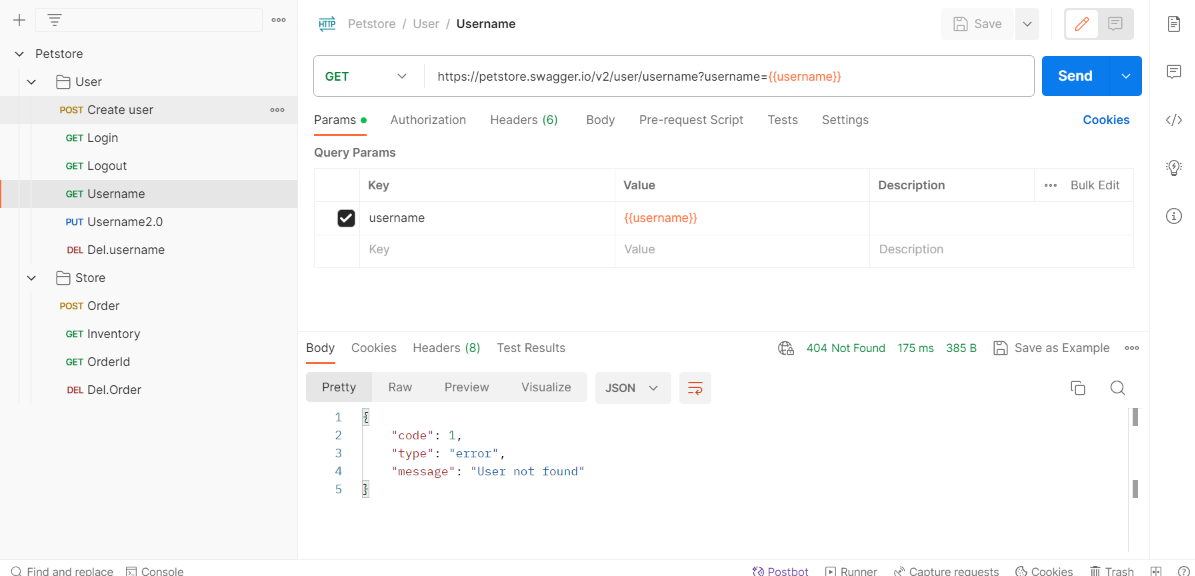 HTTP Petstore / User / Username
Save
Petstore
User
POST Create user
GET Login
GET Logout
GET Username
PUT Username2.0
DEL Del.username
Store
POST Order
GET Inventory
GET OrderId
DEL Del.Order
GET https://petstore.swagger.io/v2/user/username?username={{username}} Send
Params Authorization Headers (6) Body Pre-request Script Tests Settings Cookies
Query Params
Key Value Description Bulk Edit
username {{username}}
Key Value Description
Body Cookies Headers (8) Test Results 404 Not Found 175 ms 385 B Save as Example
Pretty Raw Preview Visualize JSON
1 {
2 "code": 1,
3 "type": "error",
4 "message": "User not found"
5 }
Find and replace Console Postbot Runner Capture requests Cookies Trash